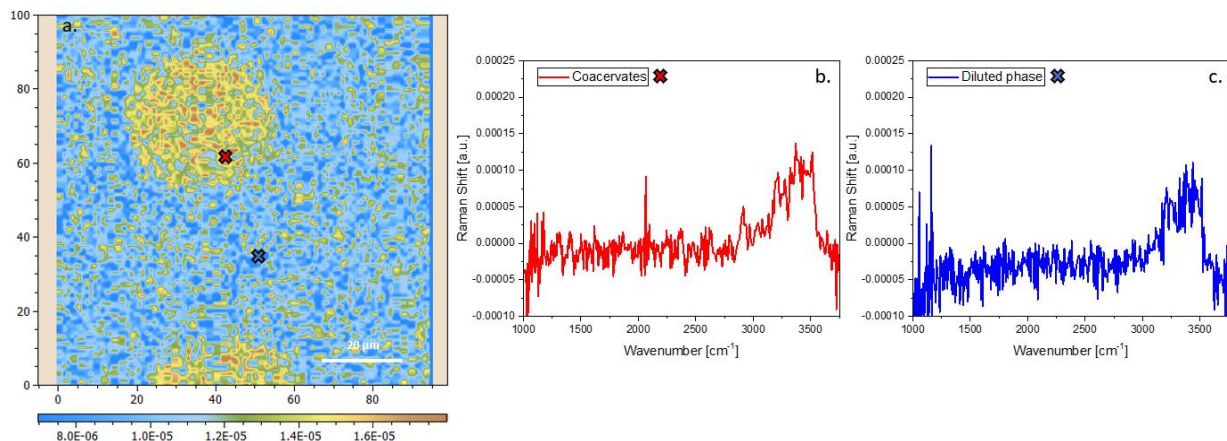 a.
100
80
60
40
20
0
20 µm
0 20 40 60 80
8.0E-06 1.0E-05 1.2E-05 1.4E-05 1.6E-05
b.
Coacervates
Raman Shift [a.u.]
0.00025
0.00020
0.00015
0.00010
0.00005
0.00000
-0.00005
-0.00010
1000 1500 2000 2500 3000 3500
Wavenumber [cm-1]
c.
Diluted phase
Raman Shift [a.u.]
0.00025
0.00020
0.00015
0.00010
0.00005
0.00000
-0.00005
-0.00010
1000 1500 2000 2500 3000 3500
Wavenumber [cm-1]